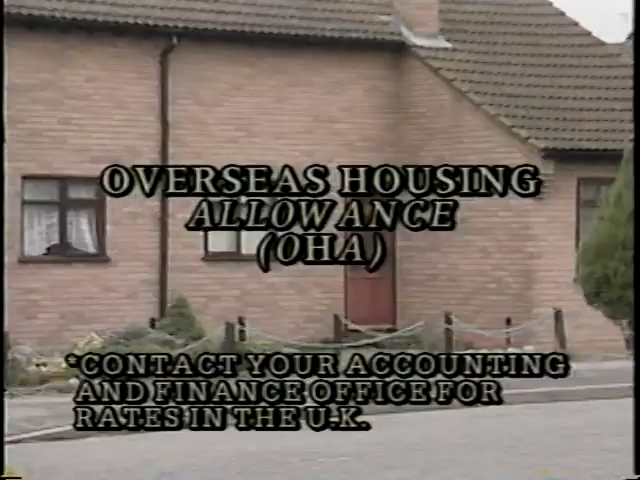 OVERSEAS HOUSING
ALLOWANCE
(OHA)
*CONTACT YOUR ACCOUNTING
AND FINANCE OFFICE FOR
RATES IN THE U.K.